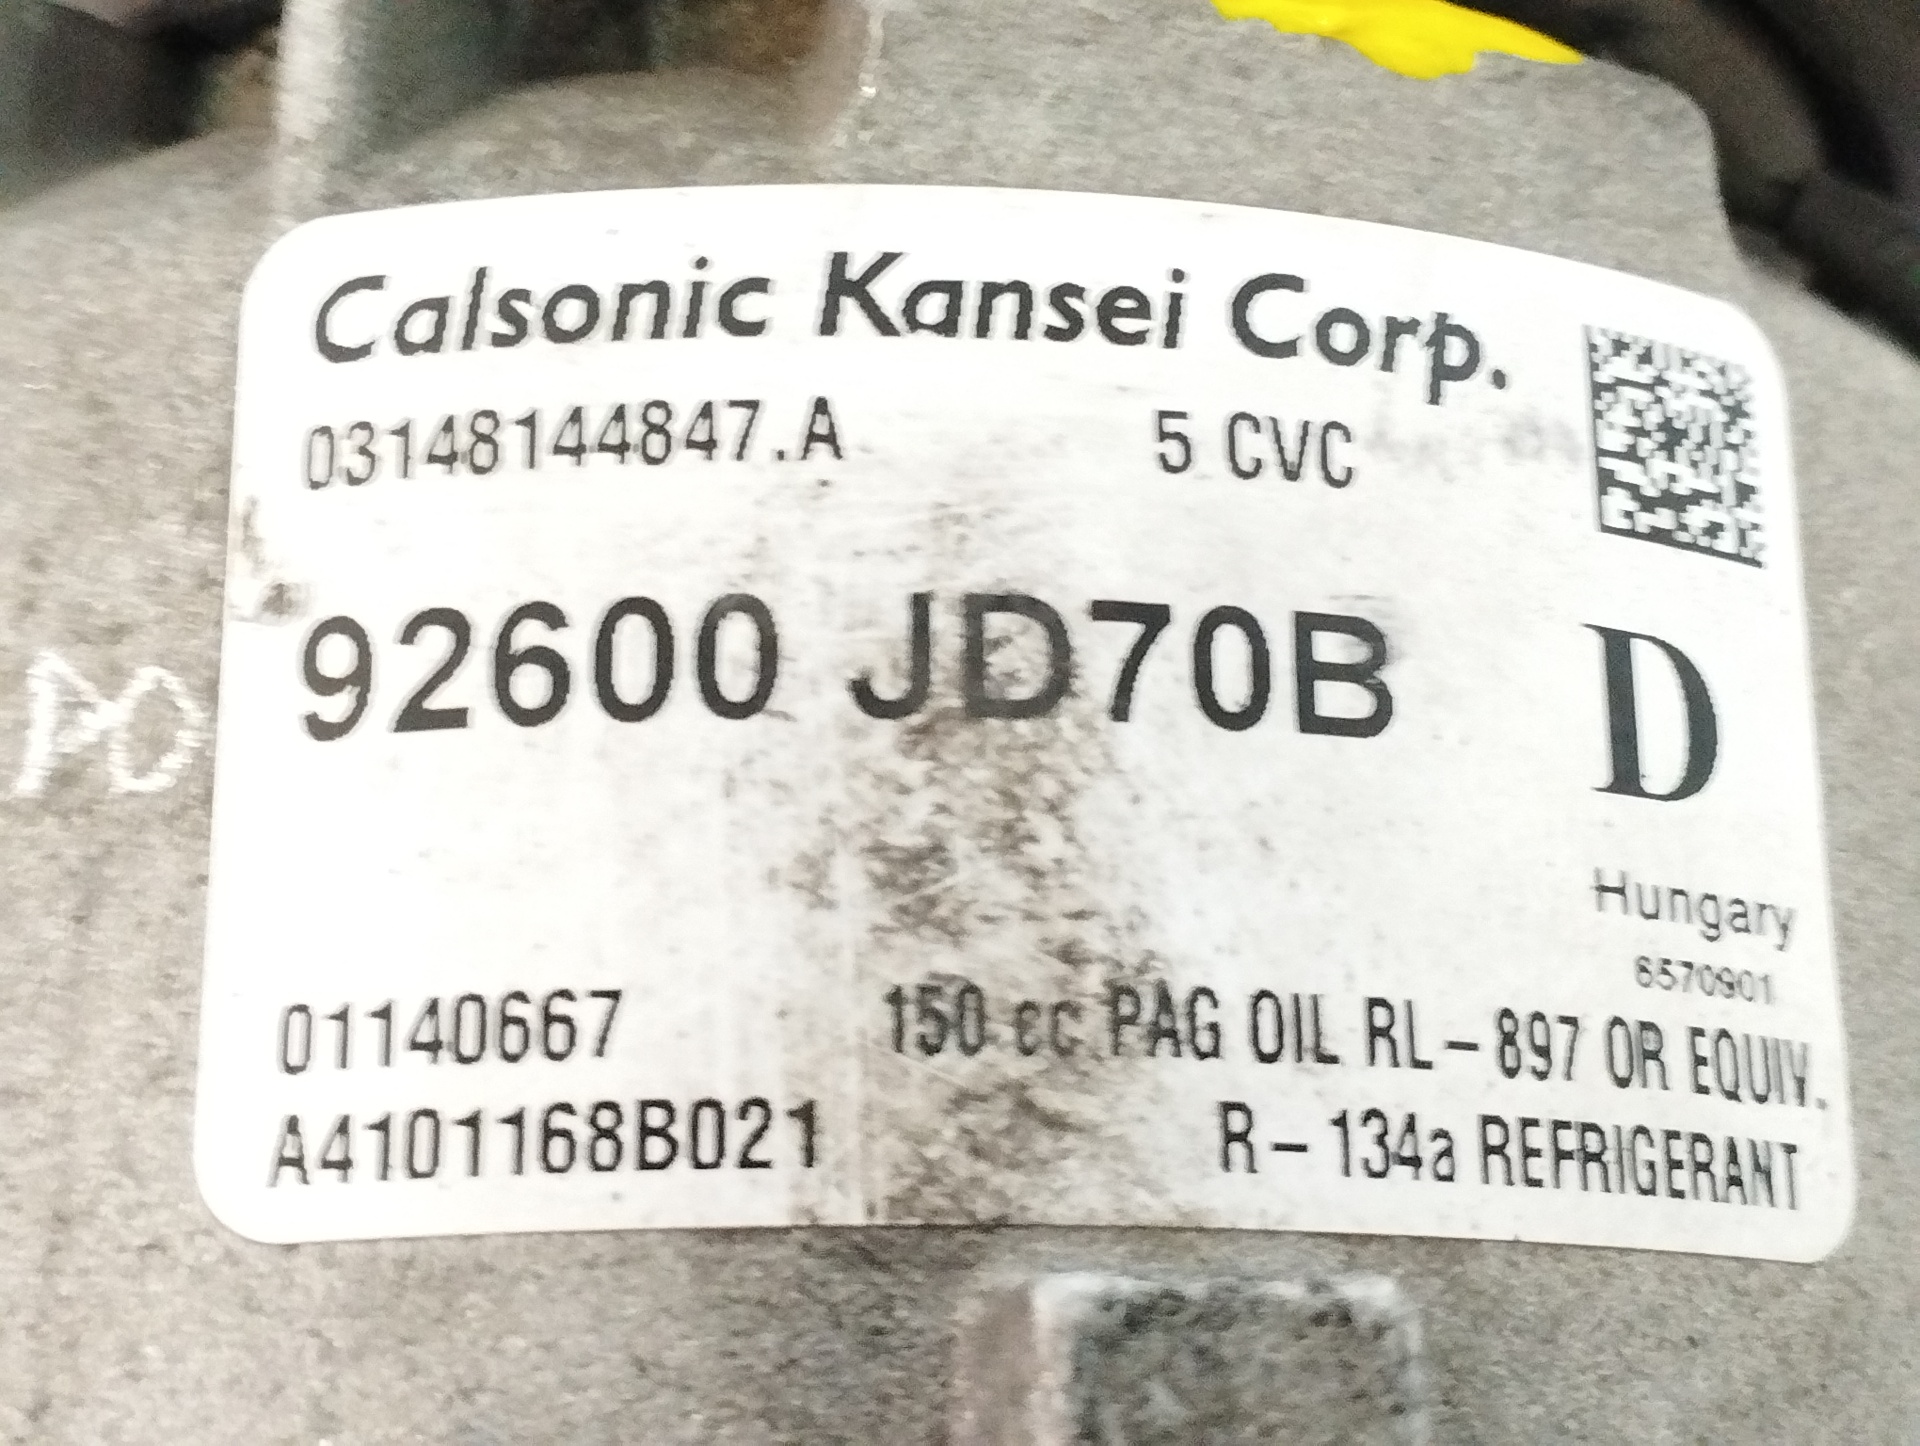 Calsonic Kansei Corp.
03148144847.A 5 CVC
92600 JD70B D
Hungary
6570901
01140667 150 cc PAG OIL RL-897 OR EQUIV.
A4101168B021 R-134a REFRIGERANT